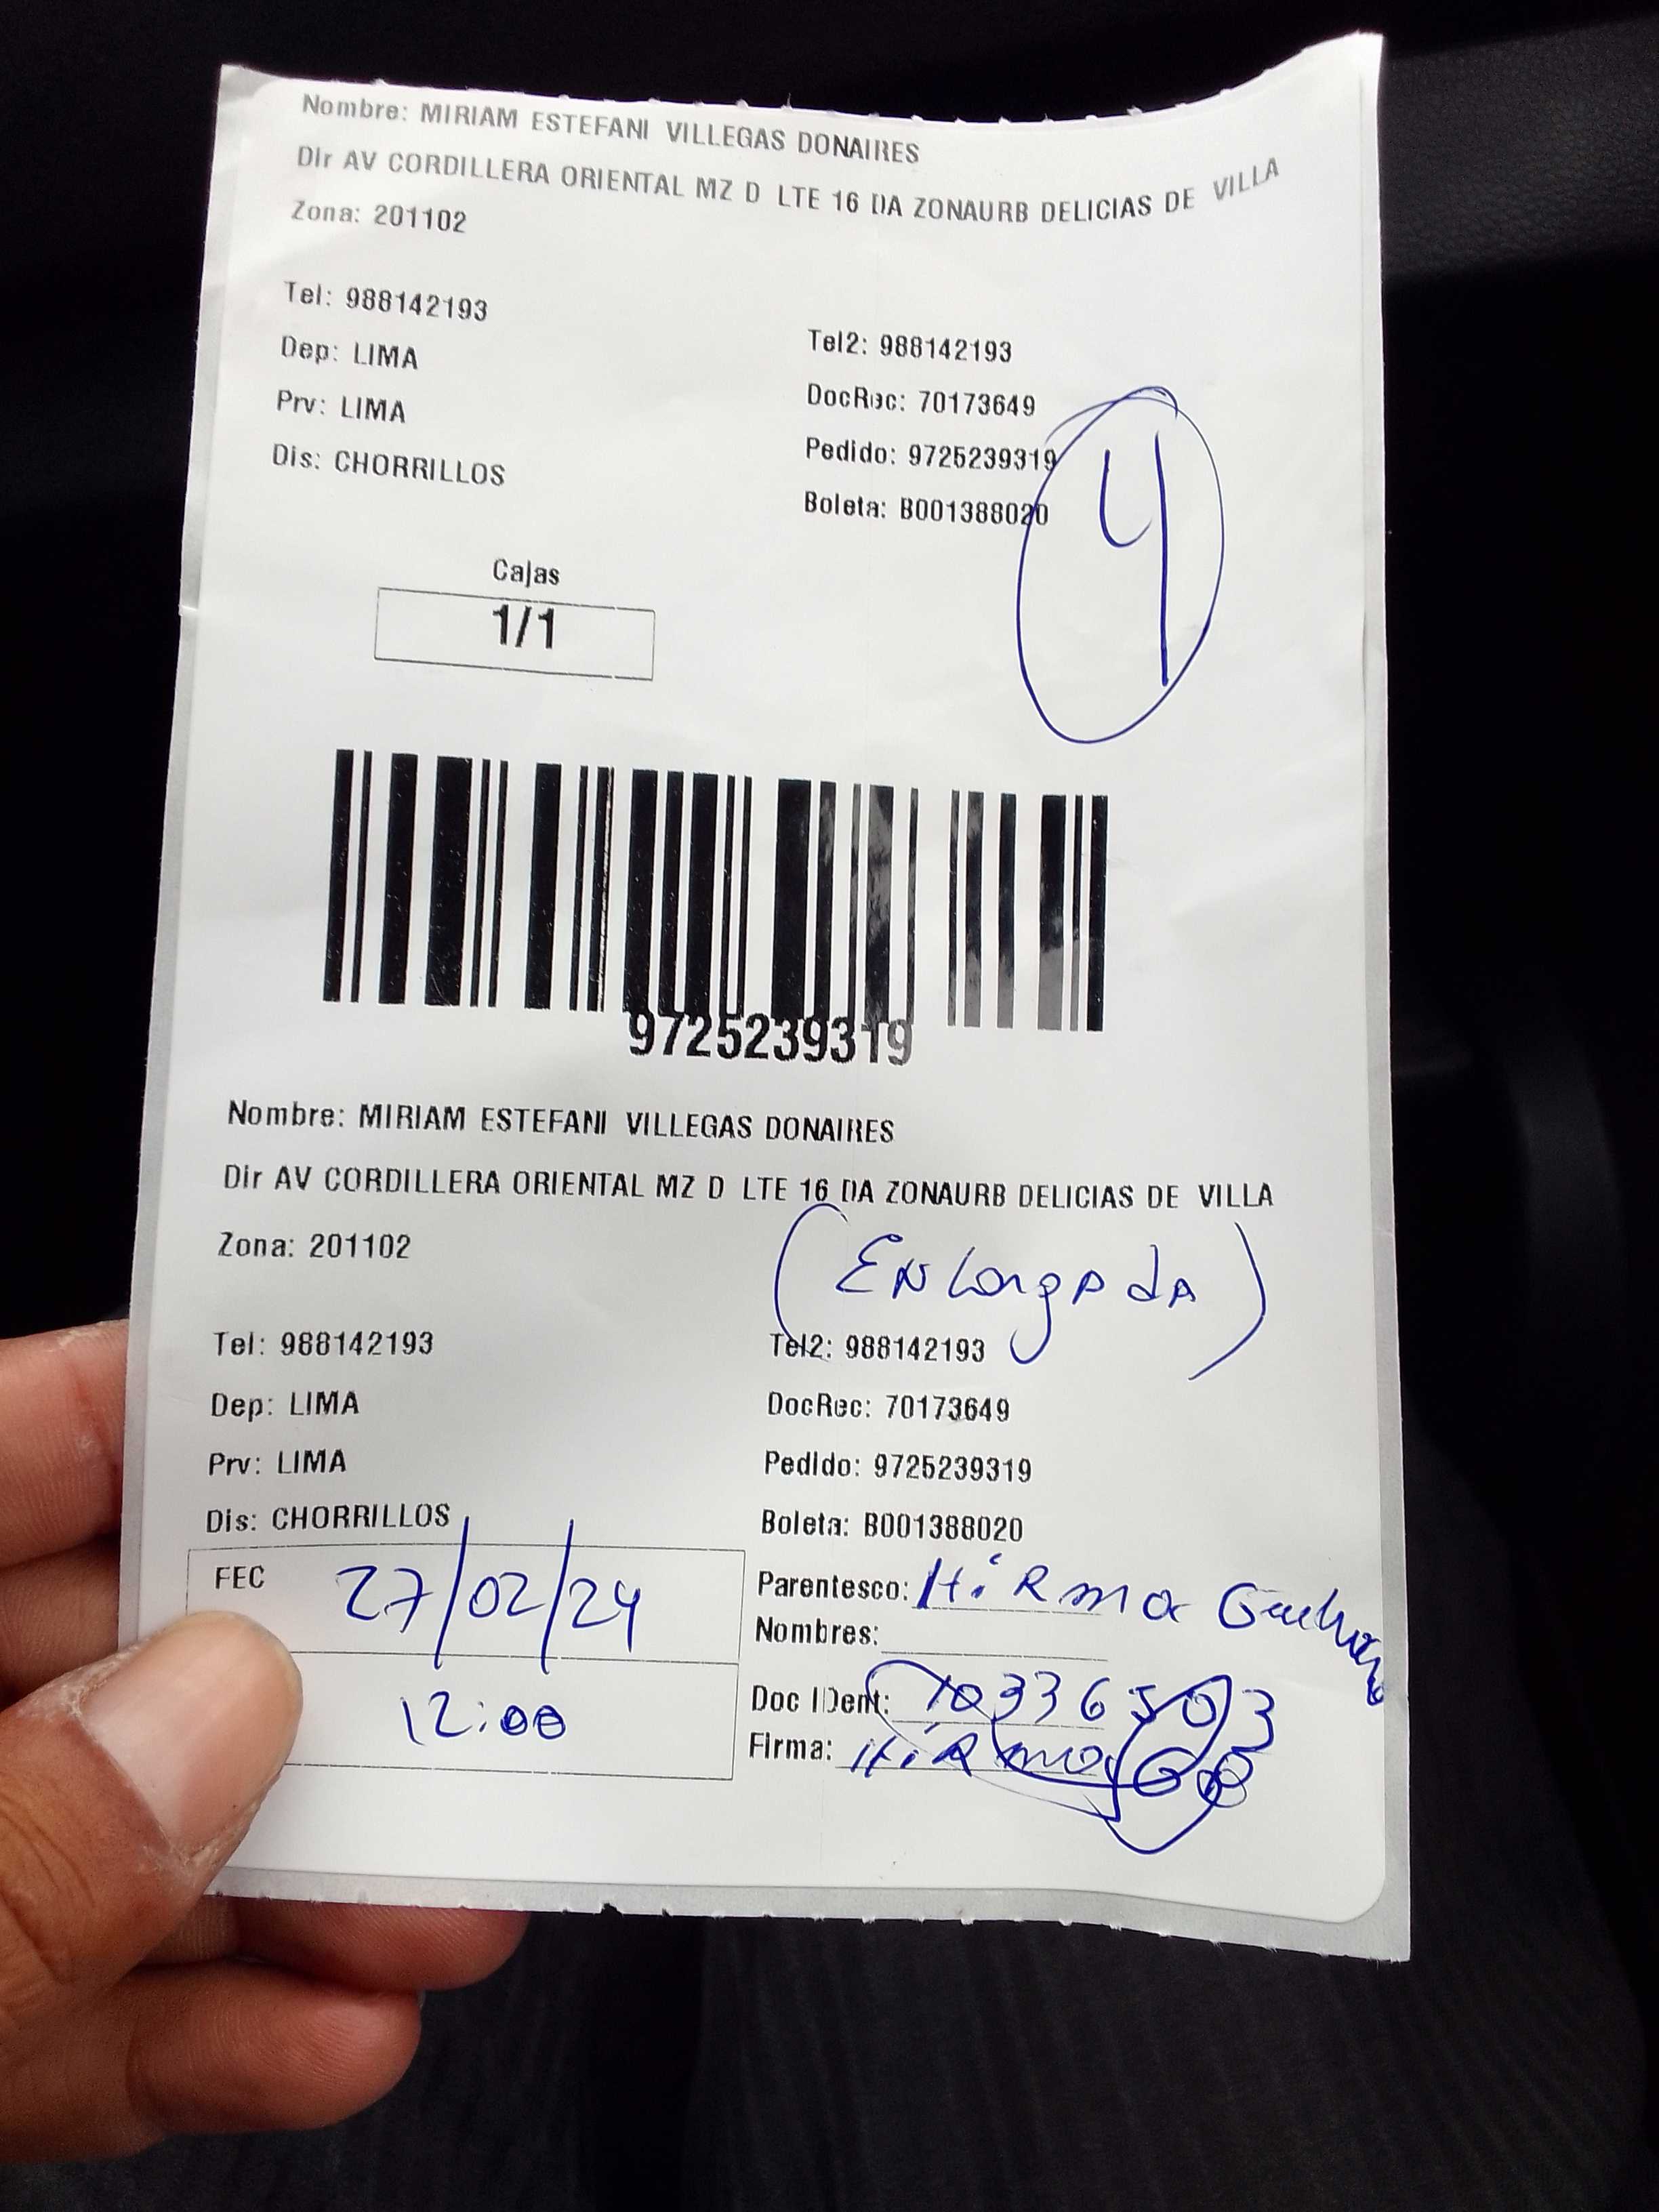 Nombre: MIRIAM ESTEFANI VILLEGAS DONAIRES
Dir AV CORDILLERA ORIENTAL MZ D LTE 16 DA ZONAURB DELICIAS DE VILLA
Zona: 201102
Tel: 988142193
Tel2: 988142193
Dep: LIMA
DocRec: 70173649
Prv: LIMA
Pedido: 9725239319
Dis: CHORRILLOS
Boleta: B001388020
4
Cajas
1/1
9725239319
Nombre: MIRIAM ESTEFANI VILLEGAS DONAIRES
Dir AV CORDILLERA ORIENTAL MZ D LTE 16 DA ZONAURB DELICIAS DE VILLA
Zona: 201102
Tel: 988142193
Tel2: 988142193
Dep: LIMA
DocRec: 70173649
Prv: LIMA
Pedido: 9725239319
Dis: CHORRILLOS
Boleta: B001388020
FEC 27/02/24
Parentesco: HiRma
Nombres:
12:00
Doc IDent: 10336503
Firma: HiRma